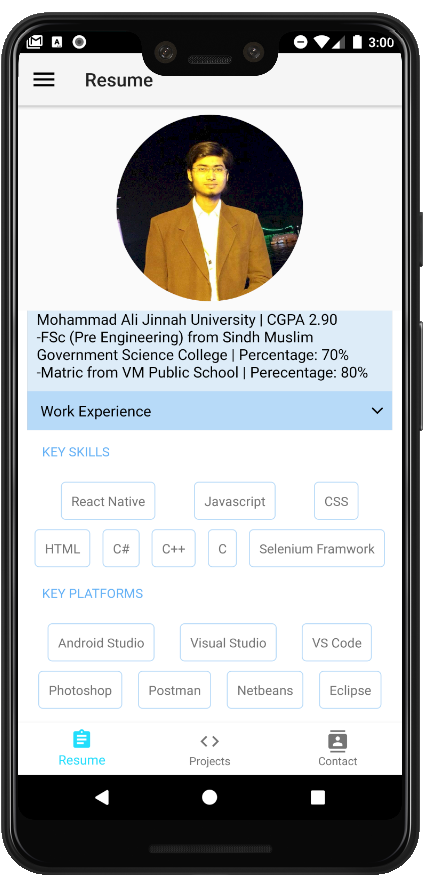 3:00
Resume
Mohammad Ali Jinnah University | CGPA 2.90
-FSc (Pre Engineering) from Sindh Muslim
Government Science College | Percentage: 70%
-Matric from VM Public School | Perecentage: 80%
Work Experience
KEY SKILLS
React Native Javascript CSS
HTML C# C++ C Selenium Framwork
KEY PLATFORMS
Android Studio Visual Studio VS Code
Photoshop Postman Netbeans Eclipse
Resume Projects Contact